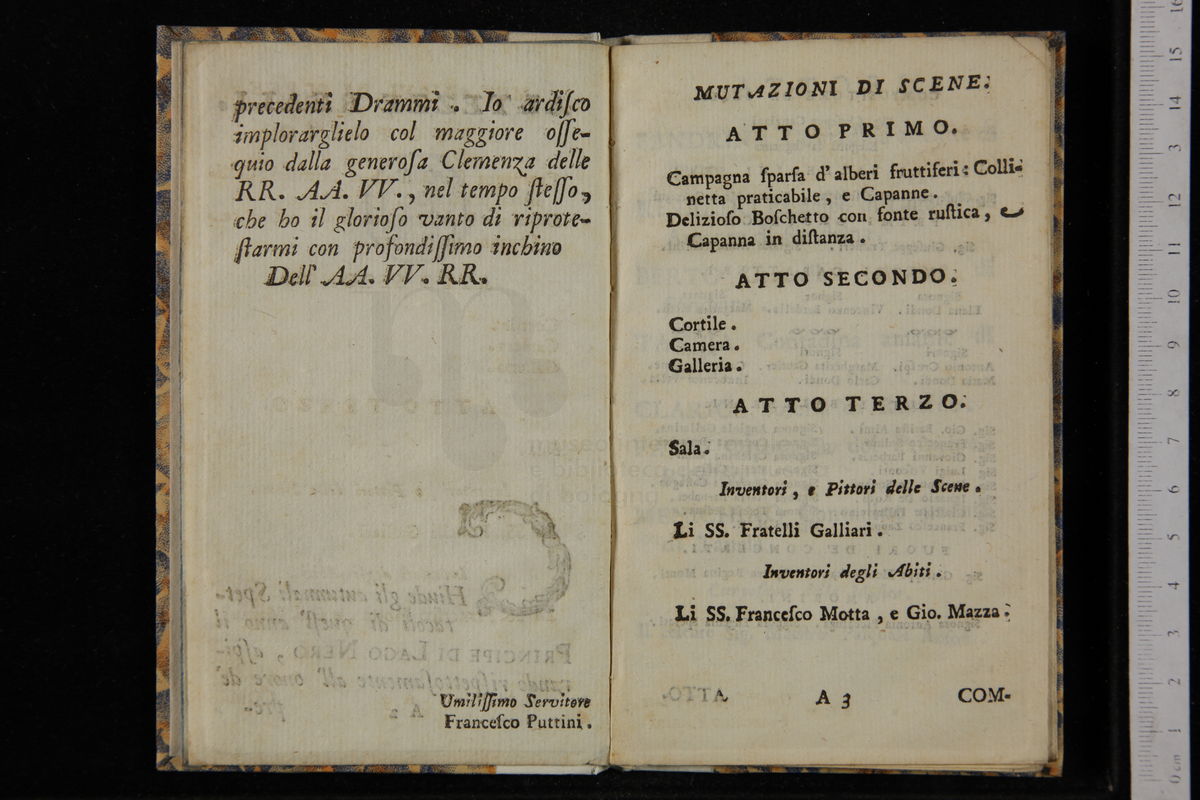 precedenti Drammi . Io ardiſco
implorarglielo col maggiore oſſe-
quio dalla generoſa Clemenza delle
RR. AA. VV. , nel tempo ſteſſo,
che ho il glorioſo vanto di riprote-
ſtarmi con profondiſſimo inchino
Dell' AA. VV. RR.
Umiliſſimo Servitore
Franceſco Puttini .
MUTAZIONI DI SCENE.
ATTO PRIMO.
Campagna ſparſa d' alberi fruttiferi: Colli-
netta praticabile , e Capanne .
Delizioſo Boſchetto con fonte ruſtica , e
Capanna in diſtanza .
ATTO SECONDO.
Cortile .
Camera .
Galleria .
ATTO TERZO.
Sala.
Inventori , e Pittori delle Scene .
Li SS. Fratelli Galliari .
Inventori degli Abiti .
Li SS. Franceſco Motta , e Gio. Mazza .
A 3 COM-